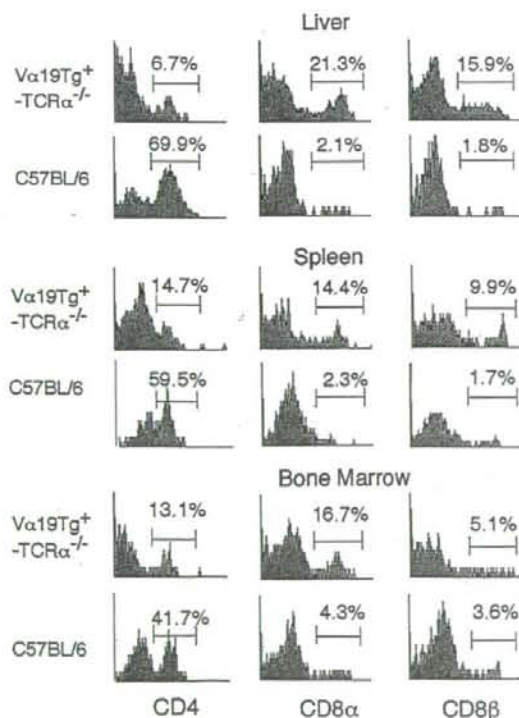 Liver
Vα19Tg+ 6.7% 21.3% 15.9%
-TCRα-/-
C57BL/6 69.9% 2.1% 1.8%
Spleen
Vα19Tg+ 14.7% 14.4% 9.9%
-TCRα-/-
C57BL/6 59.5% 2.3% 1.7%
Bone Marrow
Vα19Tg+ 13.1% 16.7% 5.1%
-TCRα-/-
C57BL/6 41.7% 4.3% 3.6%
CD4 CD8α CD8β